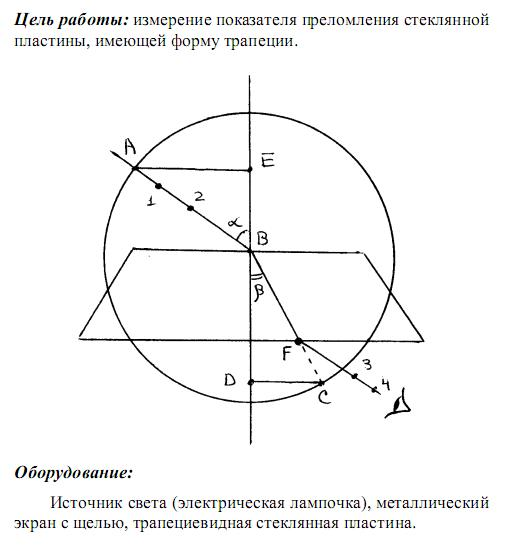 Цель работы: измерение показателя преломления стеклянной
пластины, имеющей форму трапеции.
A
E
1
2
α
B
β
F
3
D
C
4
Оборудование:
Источник света (электрическая лампочка), металлический
экран с щелью, трапециевидная стеклянная пластина.